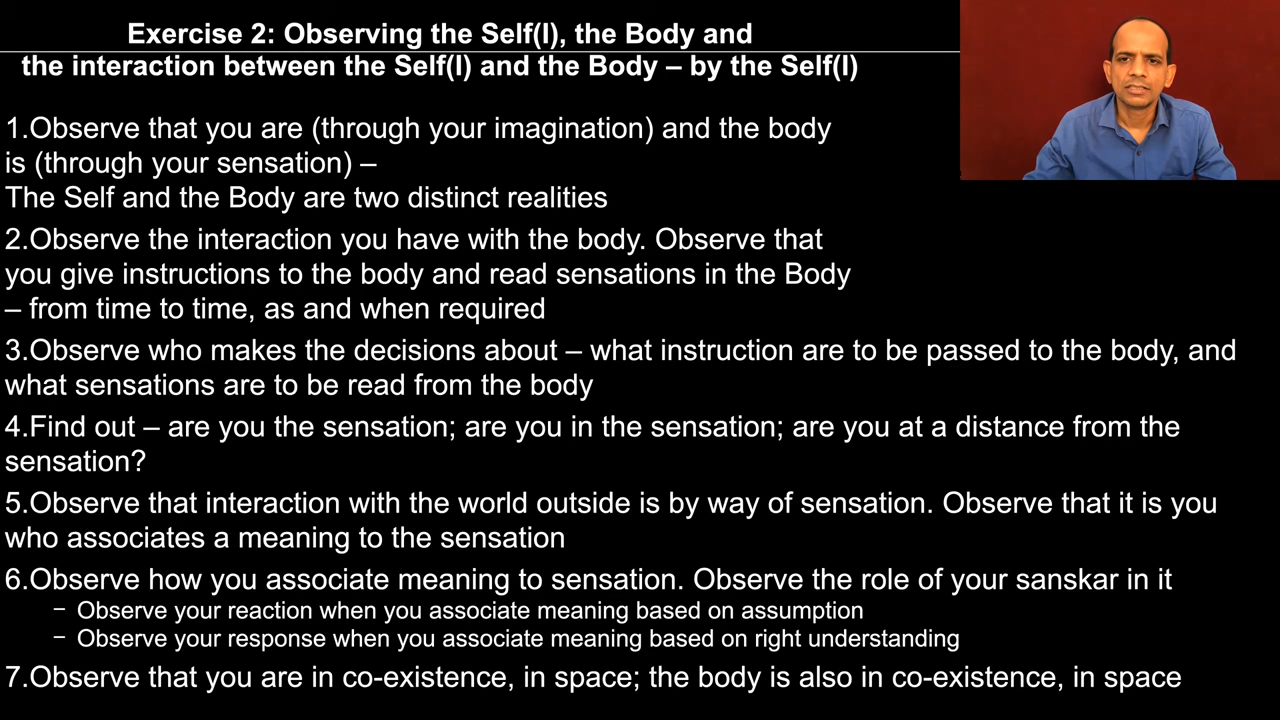 Exercise 2: Observing the Self(I), the Body and
the interaction between the Self(I) and the Body – by the Self(I)
1.Observe that you are (through your imagination) and the body
is (through your sensation) –
The Self and the Body are two distinct realities
2.Observe the interaction you have with the body. Observe that
you give instructions to the body and read sensations in the Body
– from time to time, as and when required
3.Observe who makes the decisions about – what instruction are to be passed to the body, and
what sensations are to be read from the body
4.Find out – are you the sensation; are you in the sensation; are you at a distance from the
sensation?
5.Observe that interaction with the world outside is by way of sensation. Observe that it is you
who associates a meaning to the sensation
6.Observe how you associate meaning to sensation. Observe the role of your sanskar in it
– Observe your reaction when you associate meaning based on assumption
– Observe your response when you associate meaning based on right understanding
7.Observe that you are in co-existence, in space; the body is also in co-existence, in space